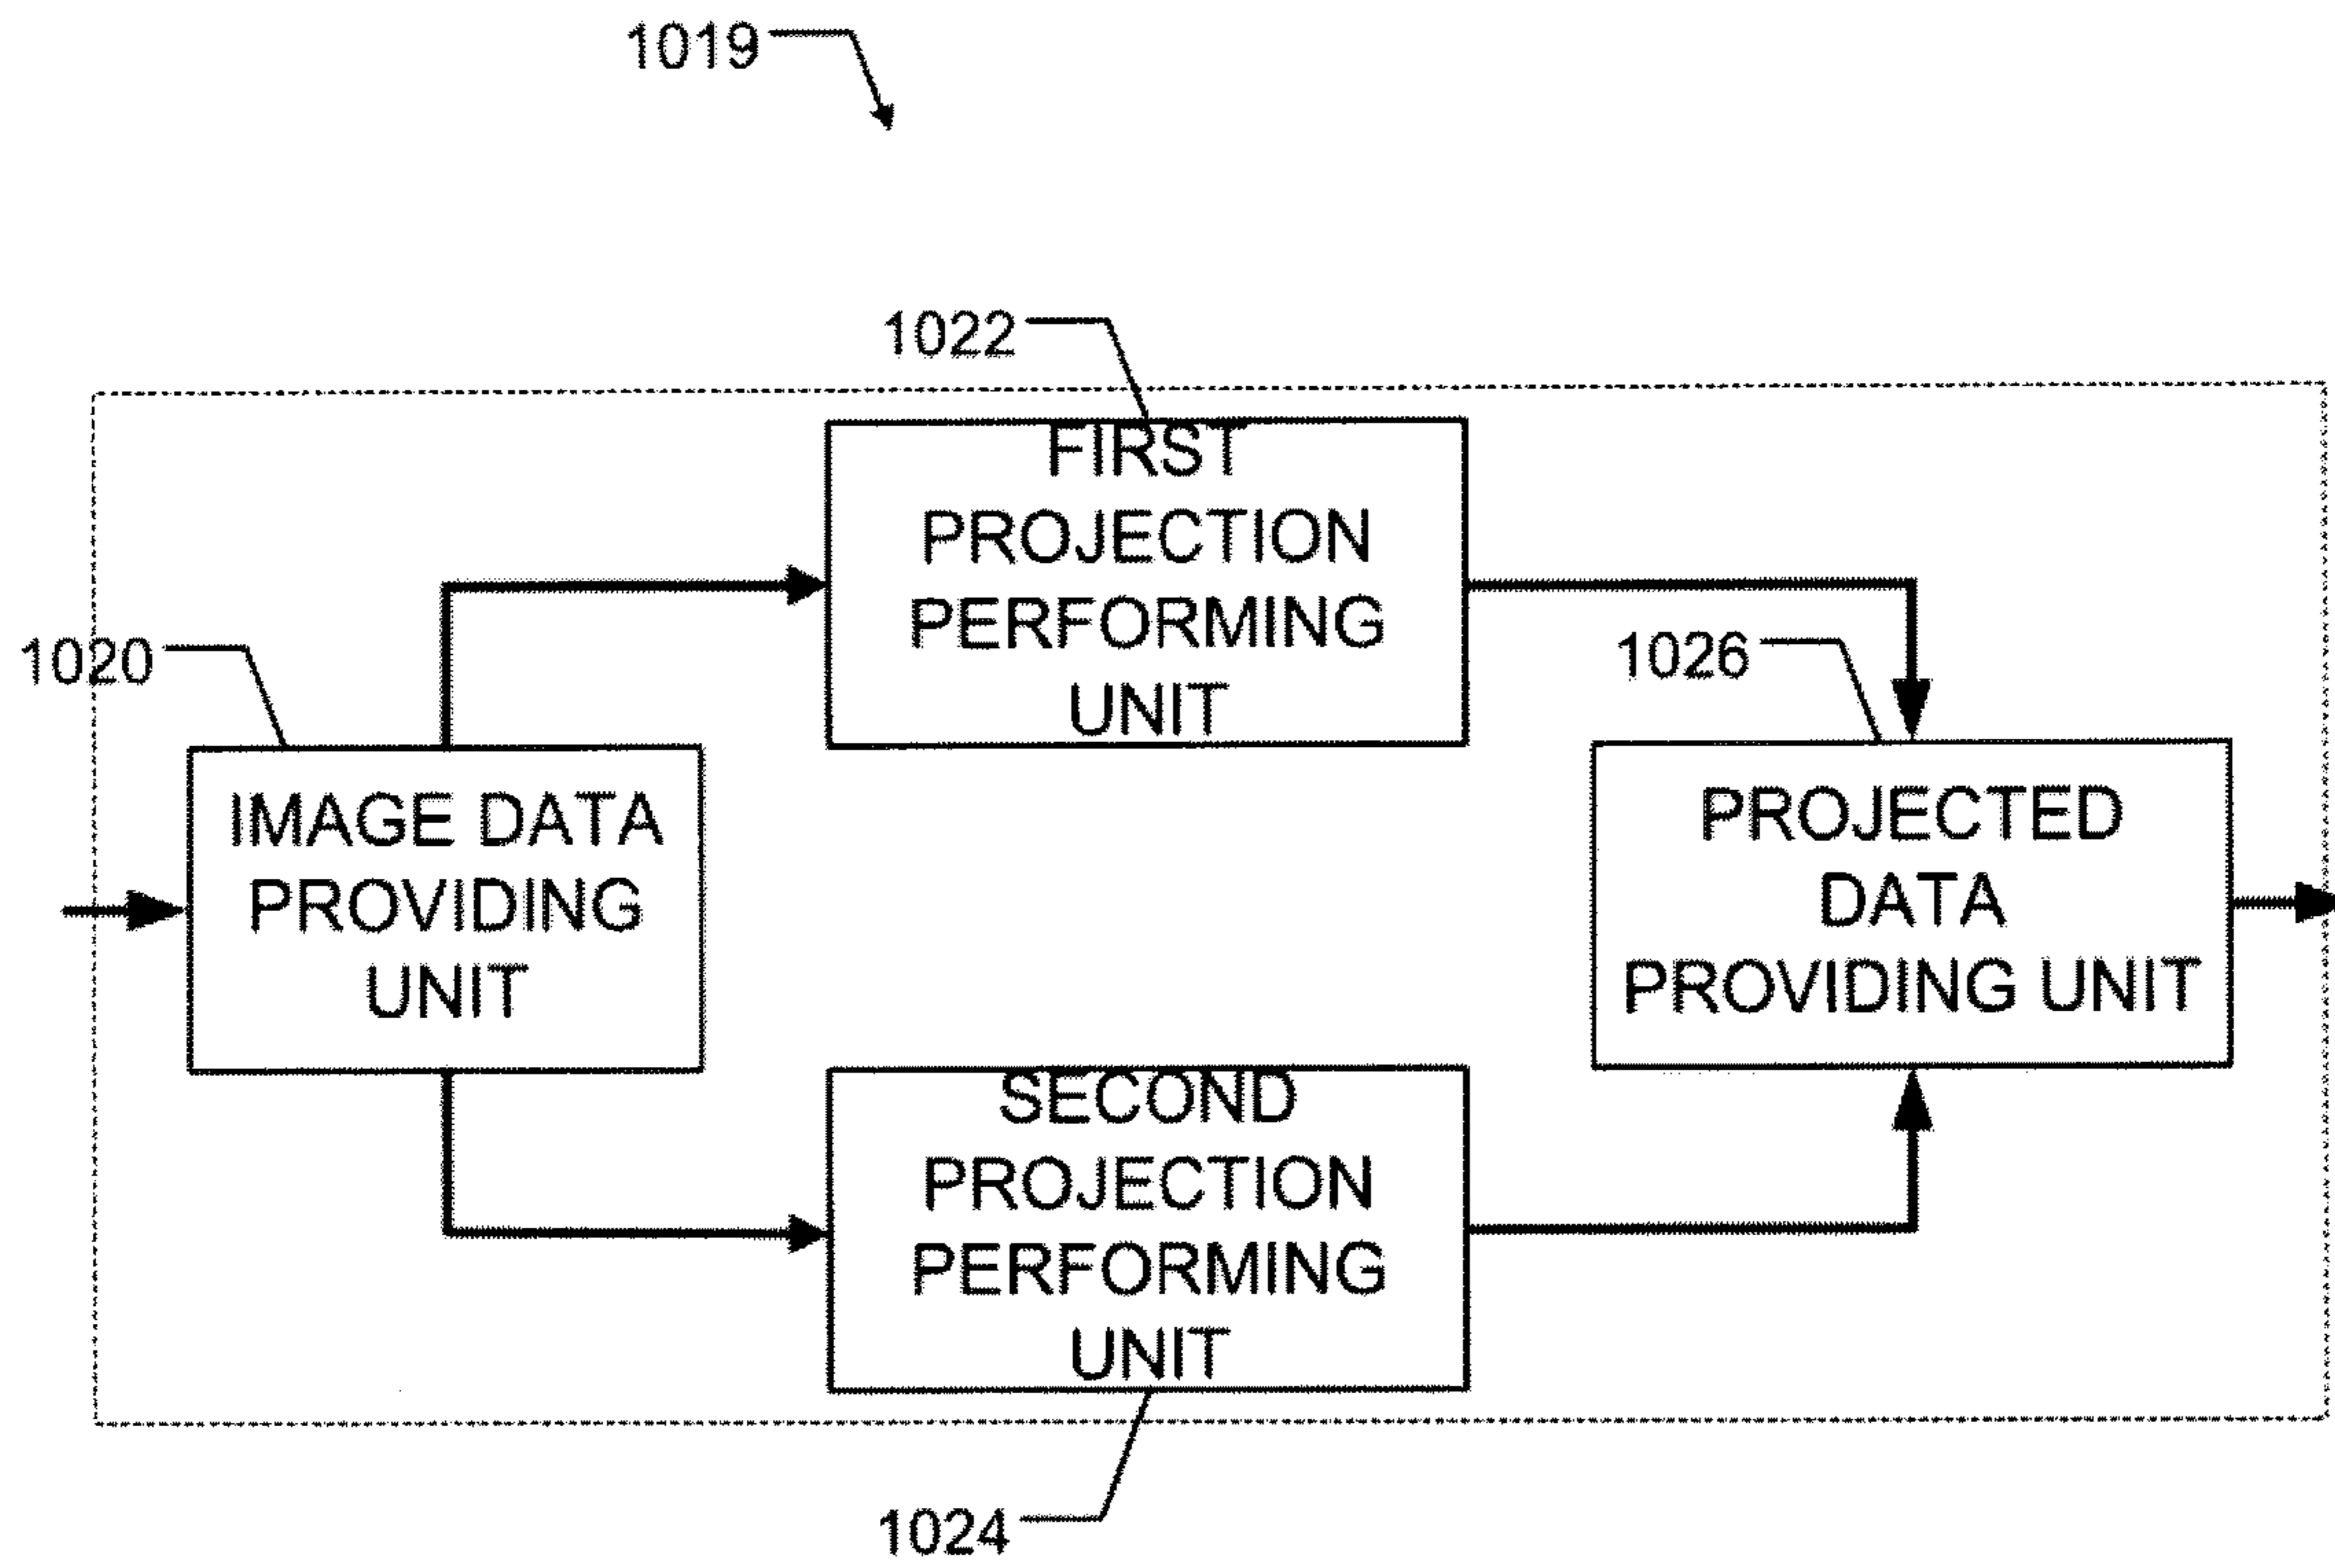 1019
1022
FIRST
PROJECTION
PERFORMING
UNIT
1020
IMAGE DATA
PROVIDING
UNIT
1026
PROJECTED
DATA
PROVIDING UNIT
SECOND
PROJECTION
PERFORMING
UNIT
1024